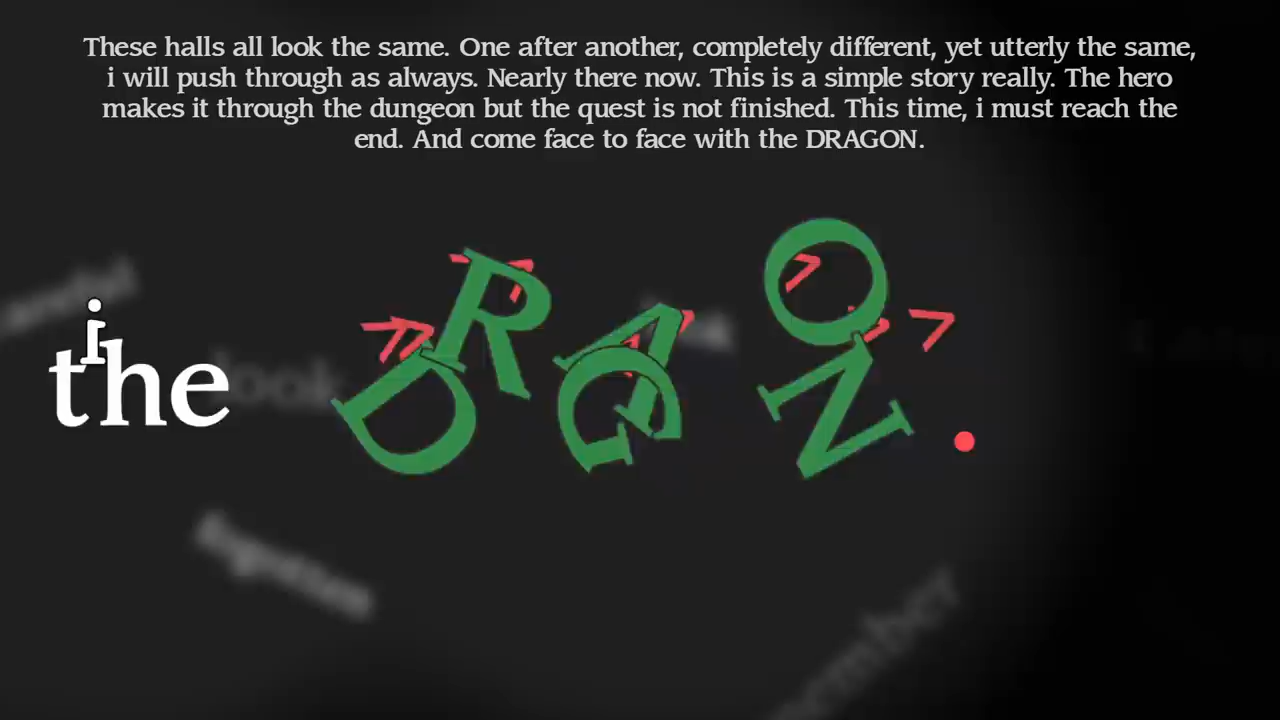 These halls all look the same. One after another, completely different, yet utterly the same,
i will push through as always. Nearly there now. This is a simple story really. The hero
makes it through the dungeon but the quest is not finished. This time, i must reach the
end. And come face to face with the DRAGON.
i
the DRAGON.
look